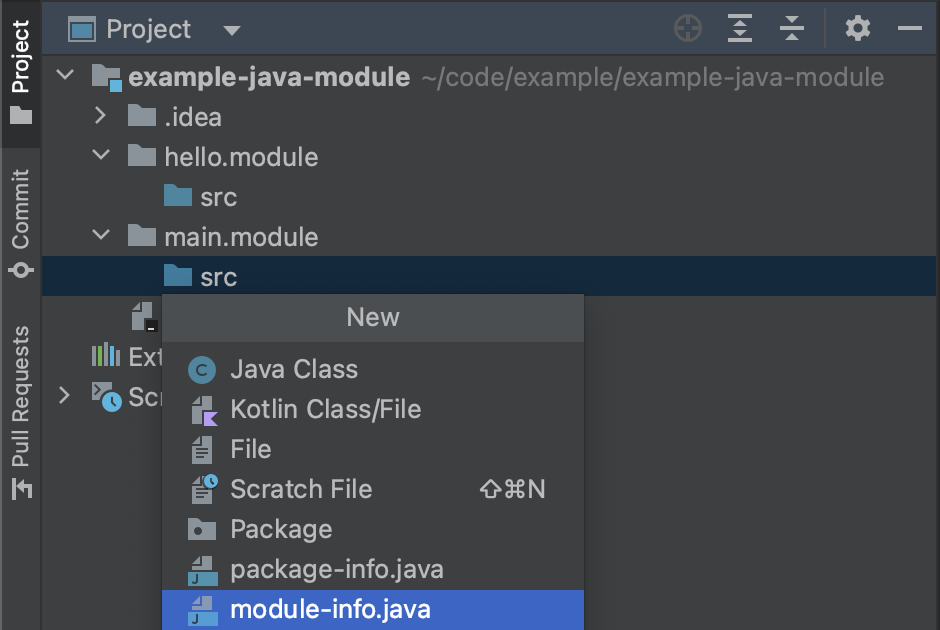 Project
Commit
Pull Requests
Project
example-java-module ~/code/example/example-java-module
.idea
hello.module
src
main.module
src
Ext
Scr
New
Java Class
Kotlin Class/File
File
Scratch File ⇧⌘N
Package
package-info.java
module-info.java